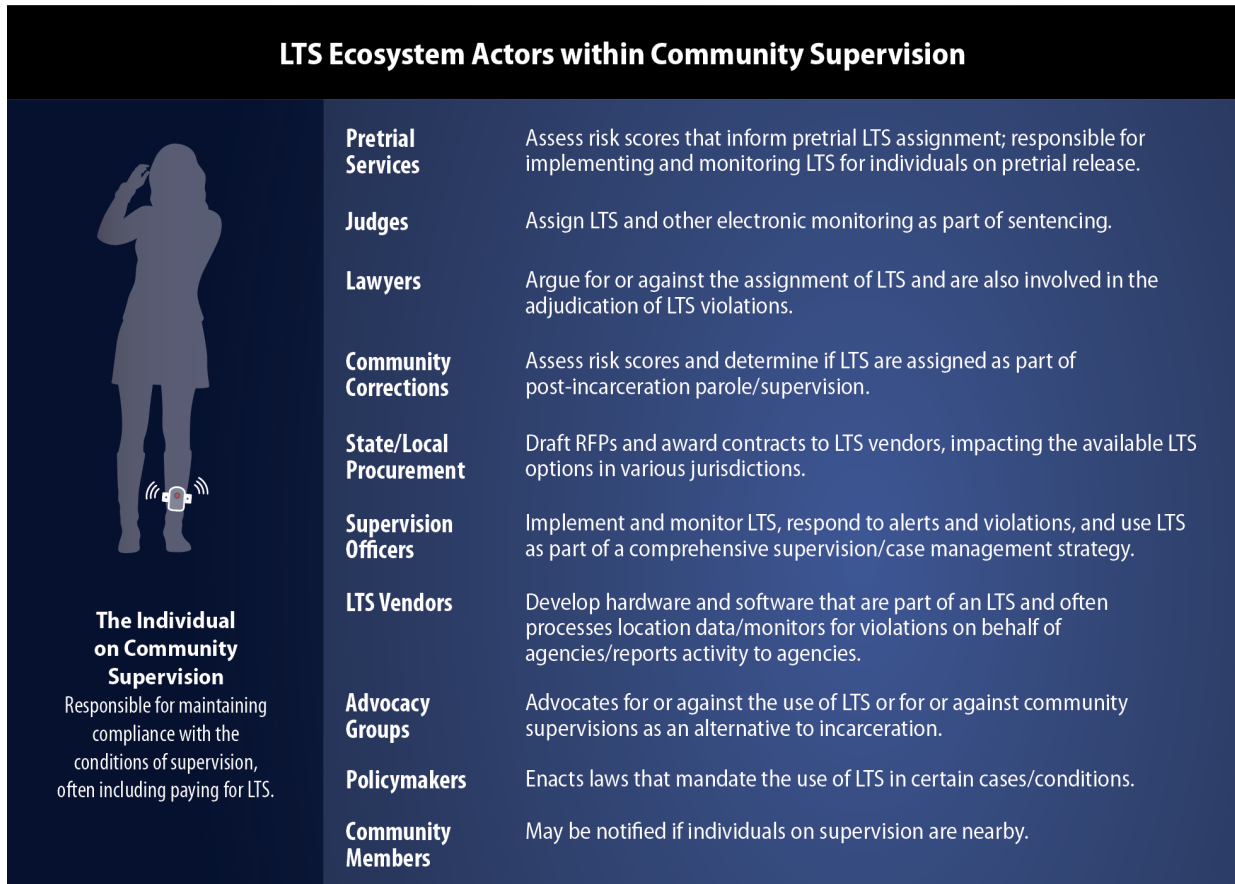 LTS Ecosystem Actors within Community Supervision
The Individual
on Community
Supervision
Responsible for maintaining
compliance with the
conditions of supervision,
often including paying for LTS.
Pretrial
Services
Assess risk scores that inform pretrial LTS assignment; responsible for
implementing and monitoring LTS for individuals on pretrial release.
Judges
Assign LTS and other electronic monitoring as part of sentencing.
Lawyers
Argue for or against the assignment of LTS and are also involved in the
adjudication of LTS violations.
Community
Corrections
Assess risk scores and determine if LTS are assigned as part of
post-incarceration parole/supervision.
State/Local
Procurement
Draft RFPs and award contracts to LTS vendors, impacting the available LTS
options in various jurisdictions.
Supervision
Officers
Implement and monitor LTS, respond to alerts and violations, and use LTS
as part of a comprehensive supervision/case management strategy.
LTS Vendors
Develop hardware and software that are part of an LTS and often
processes location data/monitors for violations on behalf of
agencies/reports activity to agencies.
Advocacy
Groups
Advocates for or against the use of LTS or for or against community
supervisions as an alternative to incarceration.
Policymakers
Enacts laws that mandate the use of LTS in certain cases/conditions.
Community
Members
May be notified if individuals on supervision are nearby.